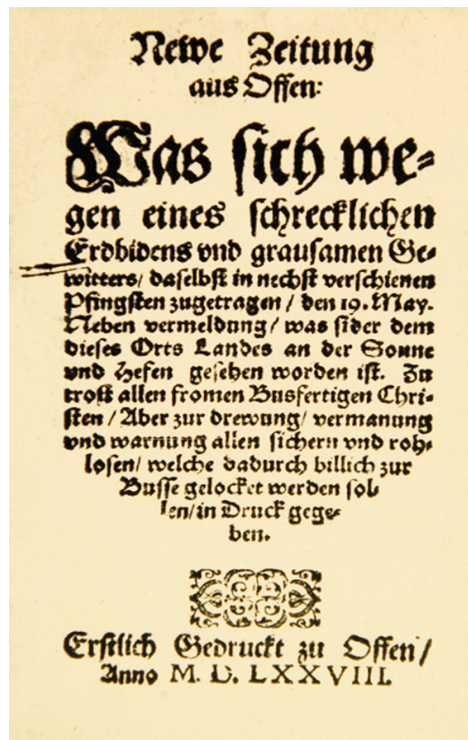 Newe Zeitung
aus Offen:
Was sich we-
gen eines schrecklichen
Erdbidens vnd grausamen Ge-
witters/ daselbst in nechst verschienen
Pfingsten zugetragen / den 19. May.
Neben vermeldung/ was sider dem
dieses Orts Landes an der Sonne
vnd Hefen gesehen worden ist. Zu
trost allen fromen Busfertigen Chri-
sten / Aber zur drewung/ vermanung
vnd warnung allen sichern vnd roh-
losen/ welche dadurch billich zur
Busse gelocket werden sol-
len/ in Druck gege-
ben.
Erstlich Gedruckt zu Offen/
Anno M. D. LXXVIII.